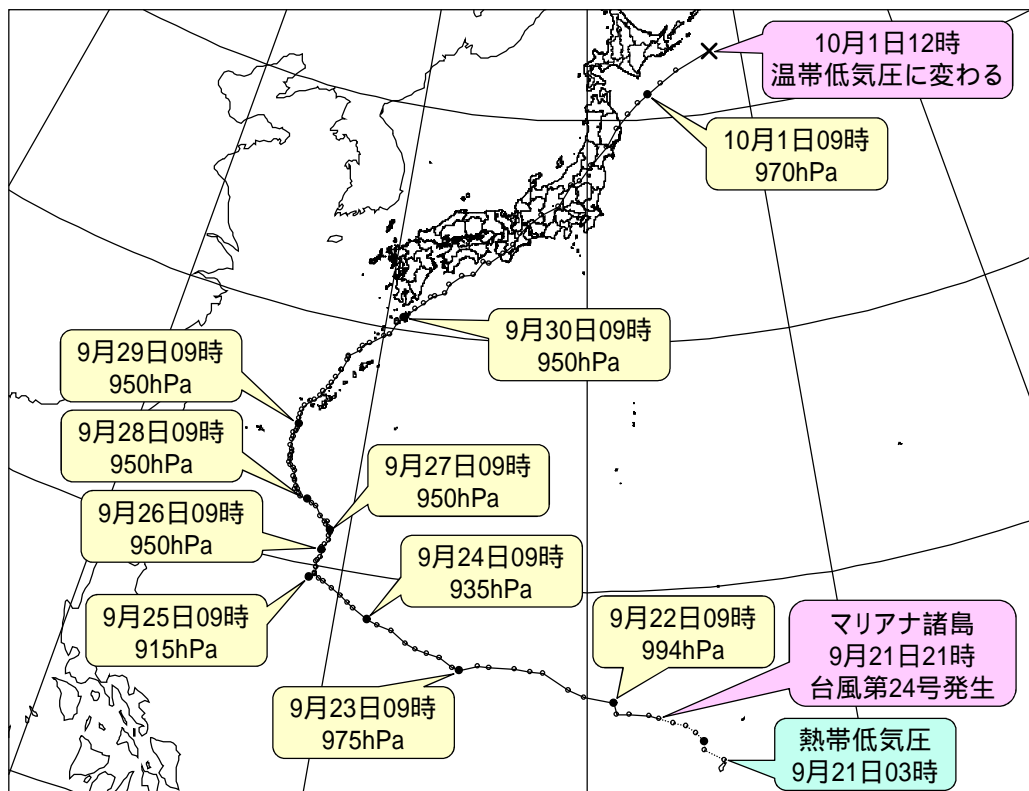 10月1日12時
温帯低気圧に変わる
10月1日09時
970hPa
9月30日09時
950hPa
9月29日09時
950hPa
9月28日09時
950hPa
9月27日09時
950hPa
9月26日09時
950hPa
9月24日09時
935hPa
9月25日09時
915hPa
9月22日09時
994hPa
マリアナ諸島
9月21日21時
台風第24号発生
9月23日09時
975hPa
熱帯低気圧
9月21日03時